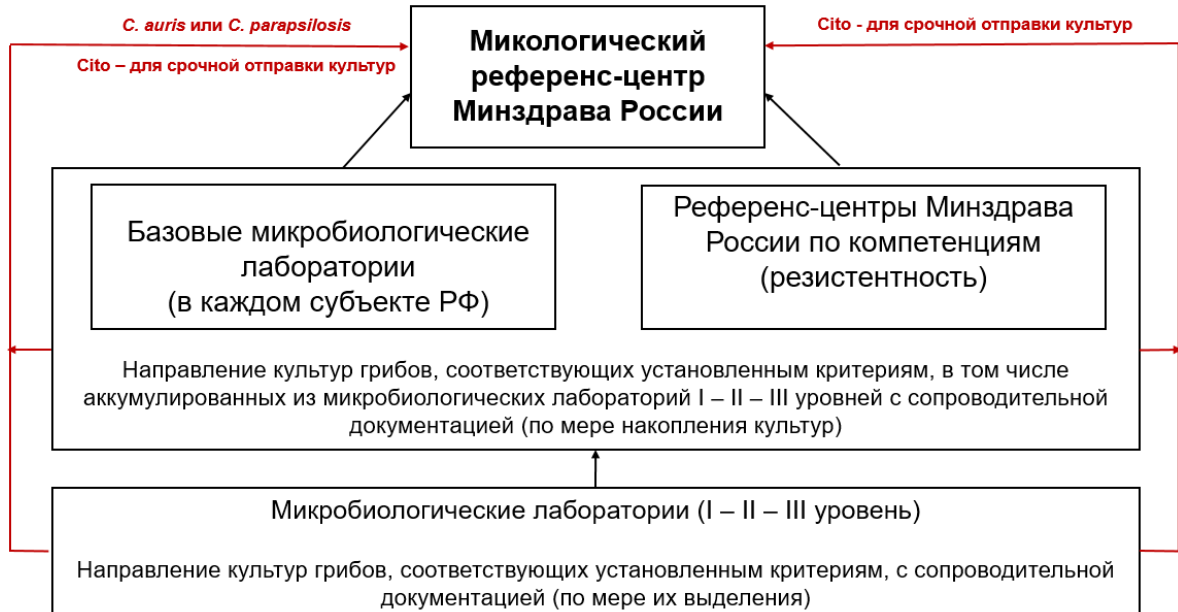 C. auris или C. parapsilosis
Cito – для срочной отправки культур
Микологический
референс-центр
Минздрава России
Cito - для срочной отправки культур
Базовые микробиологические
лаборатории
(в каждом субъекте РФ)
Референс-центры Минздрава
России по компетенциям
(резистентность)
Направление культур грибов, соответствующих установленным критериям, в том числе
аккумулированных из микробиологических лабораторий I – II – III уровней с сопроводительной
документацией (по мере накопления культур)
Микробиологические лаборатории (I – II – III уровень)
Направление культур грибов, соответствующих установленным критериям, с сопроводительной
документацией (по мере их выделения)